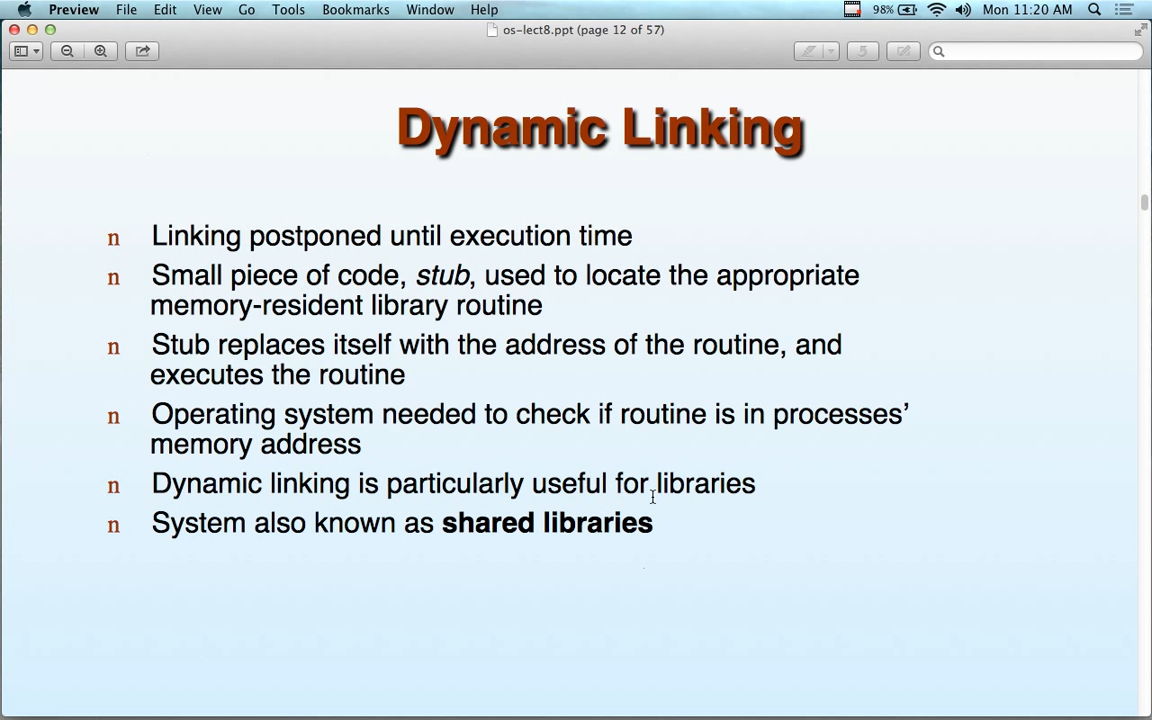 Preview File Edit View Go Tools Bookmarks Window Help 98% Mon 11:20 AM
os-lect8.ppt (page 12 of 57)
Dynamic Linking
n Linking postponed until execution time
n Small piece of code, stub, used to locate the appropriate
memory-resident library routine
n Stub replaces itself with the address of the routine, and
executes the routine
n Operating system needed to check if routine is in processes’
memory address
n Dynamic linking is particularly useful for libraries
n System also known as shared libraries